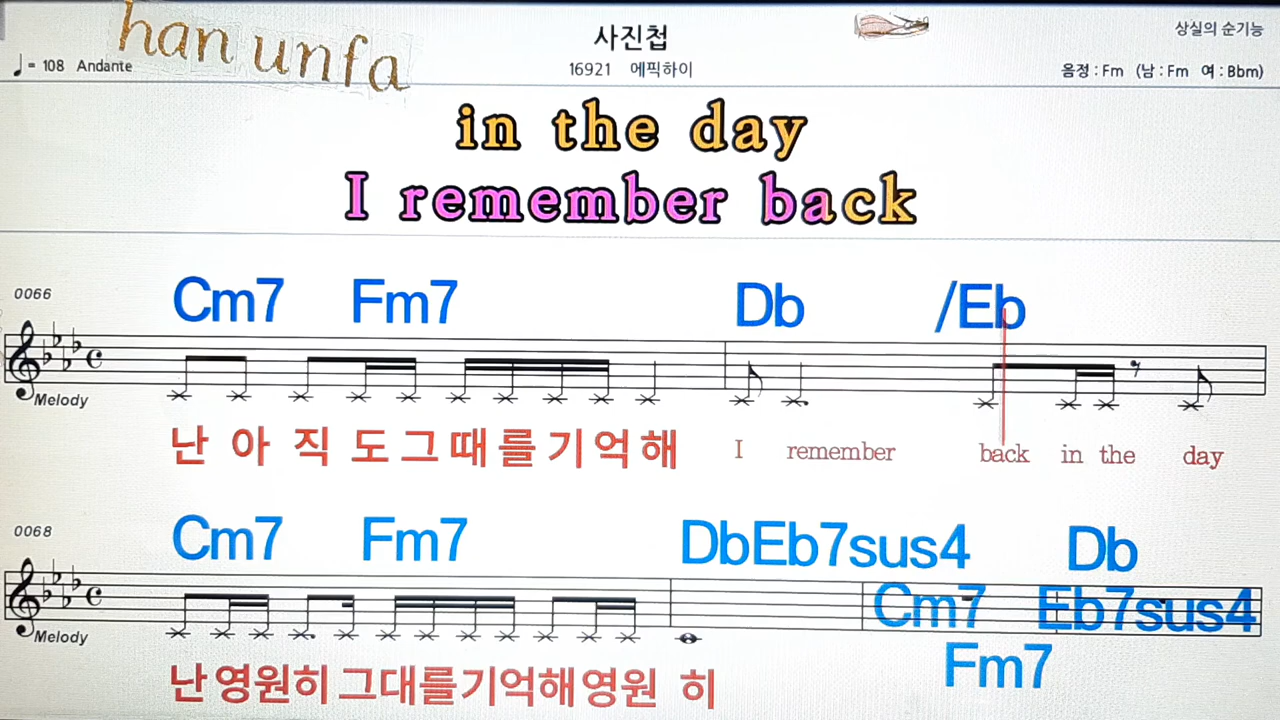 han unfa
사진첩
상실의 순기능
♩= 108 Andante
16921 에픽하이
음정 : Fm (남 : Fm 여 : Bbm)
in the day
I remember back
0066
Cm7 Fm7 Db /Eb
Melody
난 아 직 도 그 때 를 기 억 해 I remember back in the day
0068
Cm7 Fm7 DbEb7sus4 Db
Cm7 Eb7sus4
Melody
Fm7
난 영원히 그대를기억해영원 히